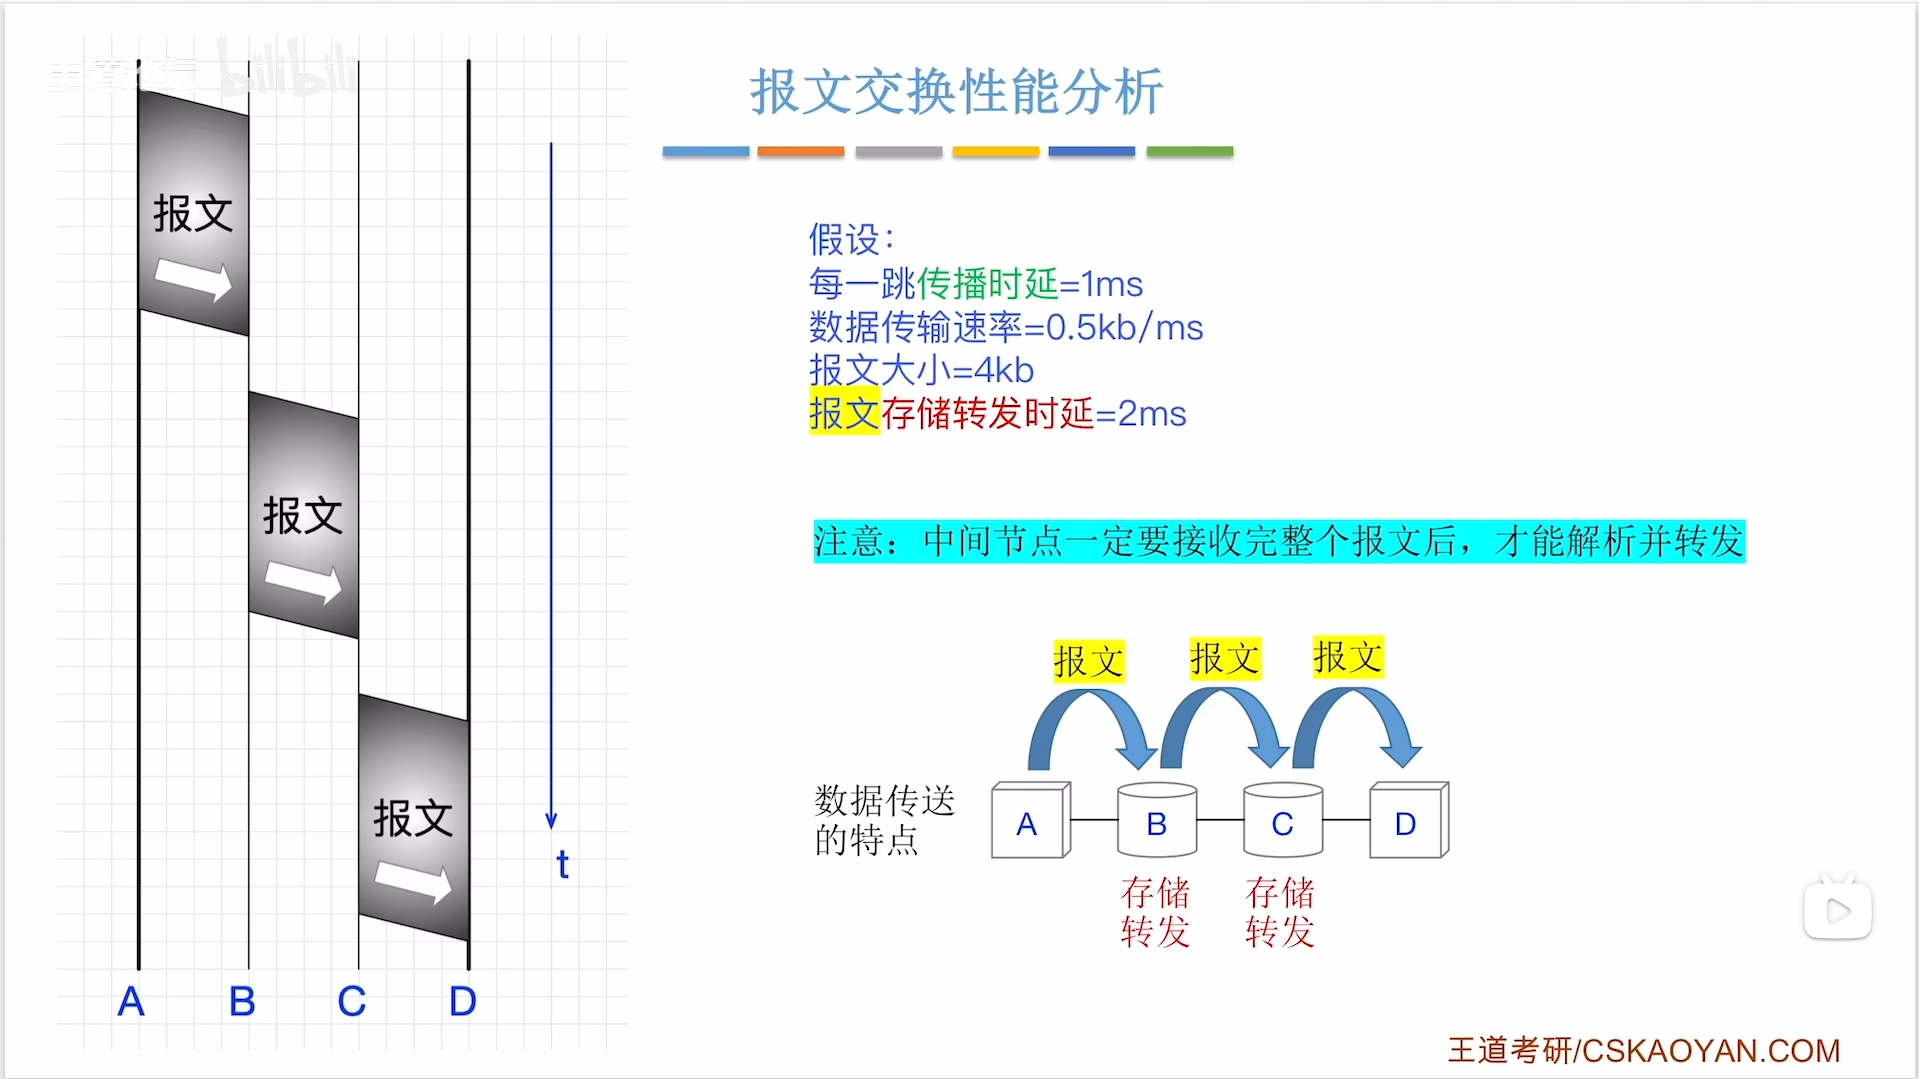 王道论坛 bilibili
报文交换性能分析
报文
报文
报文
A B C D
t
假设：
每一跳传播时延=1ms
数据传输速率=0.5kb/ms
报文大小=4kb
报文存储转发时延=2ms
注意：中间节点一定要接收完整个报文后，才能解析并转发
报文 报文 报文
数据传送
的特点
A B C D
存储 存储
转发 转发
王道考研/CSKAOYAN.COM